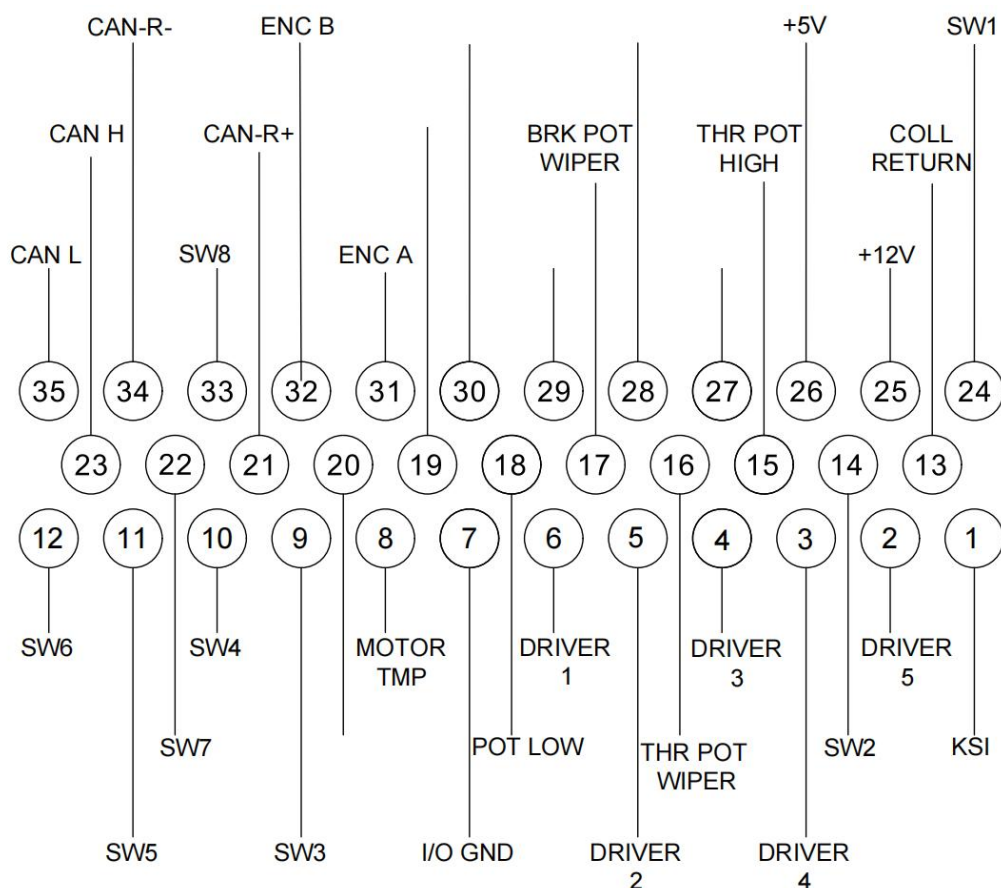 CAN-R-
ENC B
+5V
SW1
CAN H
CAN-R+
BRK POT
WIPER
THR POT
HIGH
COLL
RETURN
CAN L
SW8
ENC A
+12V
35 34 33 32 31 30 29 28 27 26 25 24
23 22 21 20 19 18 17 16 15 14 13
12 11 10 9 8 7 6 5 4 3 2 1
SW6
SW4
MOTOR
TMP
DRIVER
1
DRIVER
3
DRIVER
5
SW7
POT LOW
THR POT
WIPER
SW2
KSI
SW5
SW3
I/O GND
DRIVER
2
DRIVER
4